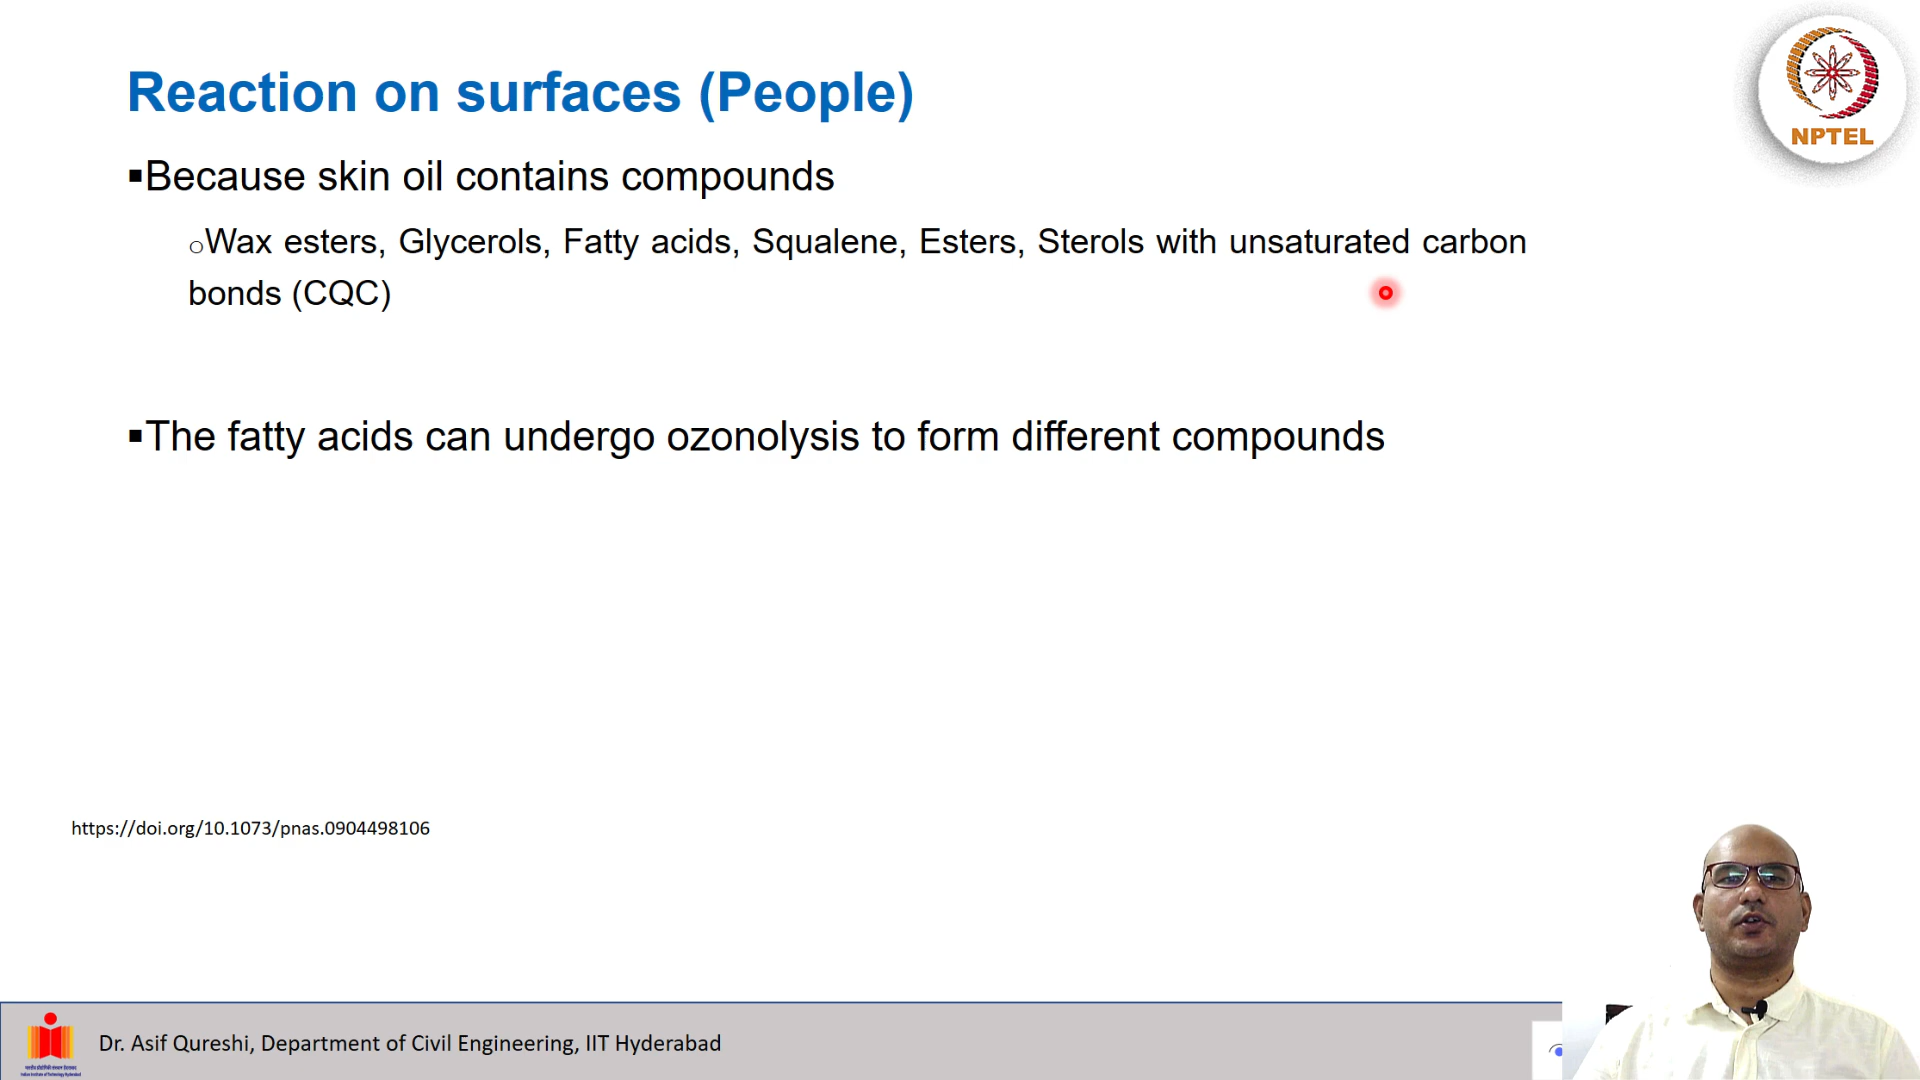 Reaction on surfaces (People)
NPTEL
▪Because skin oil contains compounds
○Wax esters, Glycerols, Fatty acids, Squalene, Esters, Sterols with unsaturated carbon
bonds (CQC)
▪The fatty acids can undergo ozonolysis to form different compounds
https://doi.org/10.1073/pnas.0904498106
Dr. Asif Qureshi, Department of Civil Engineering, IIT Hyderabad